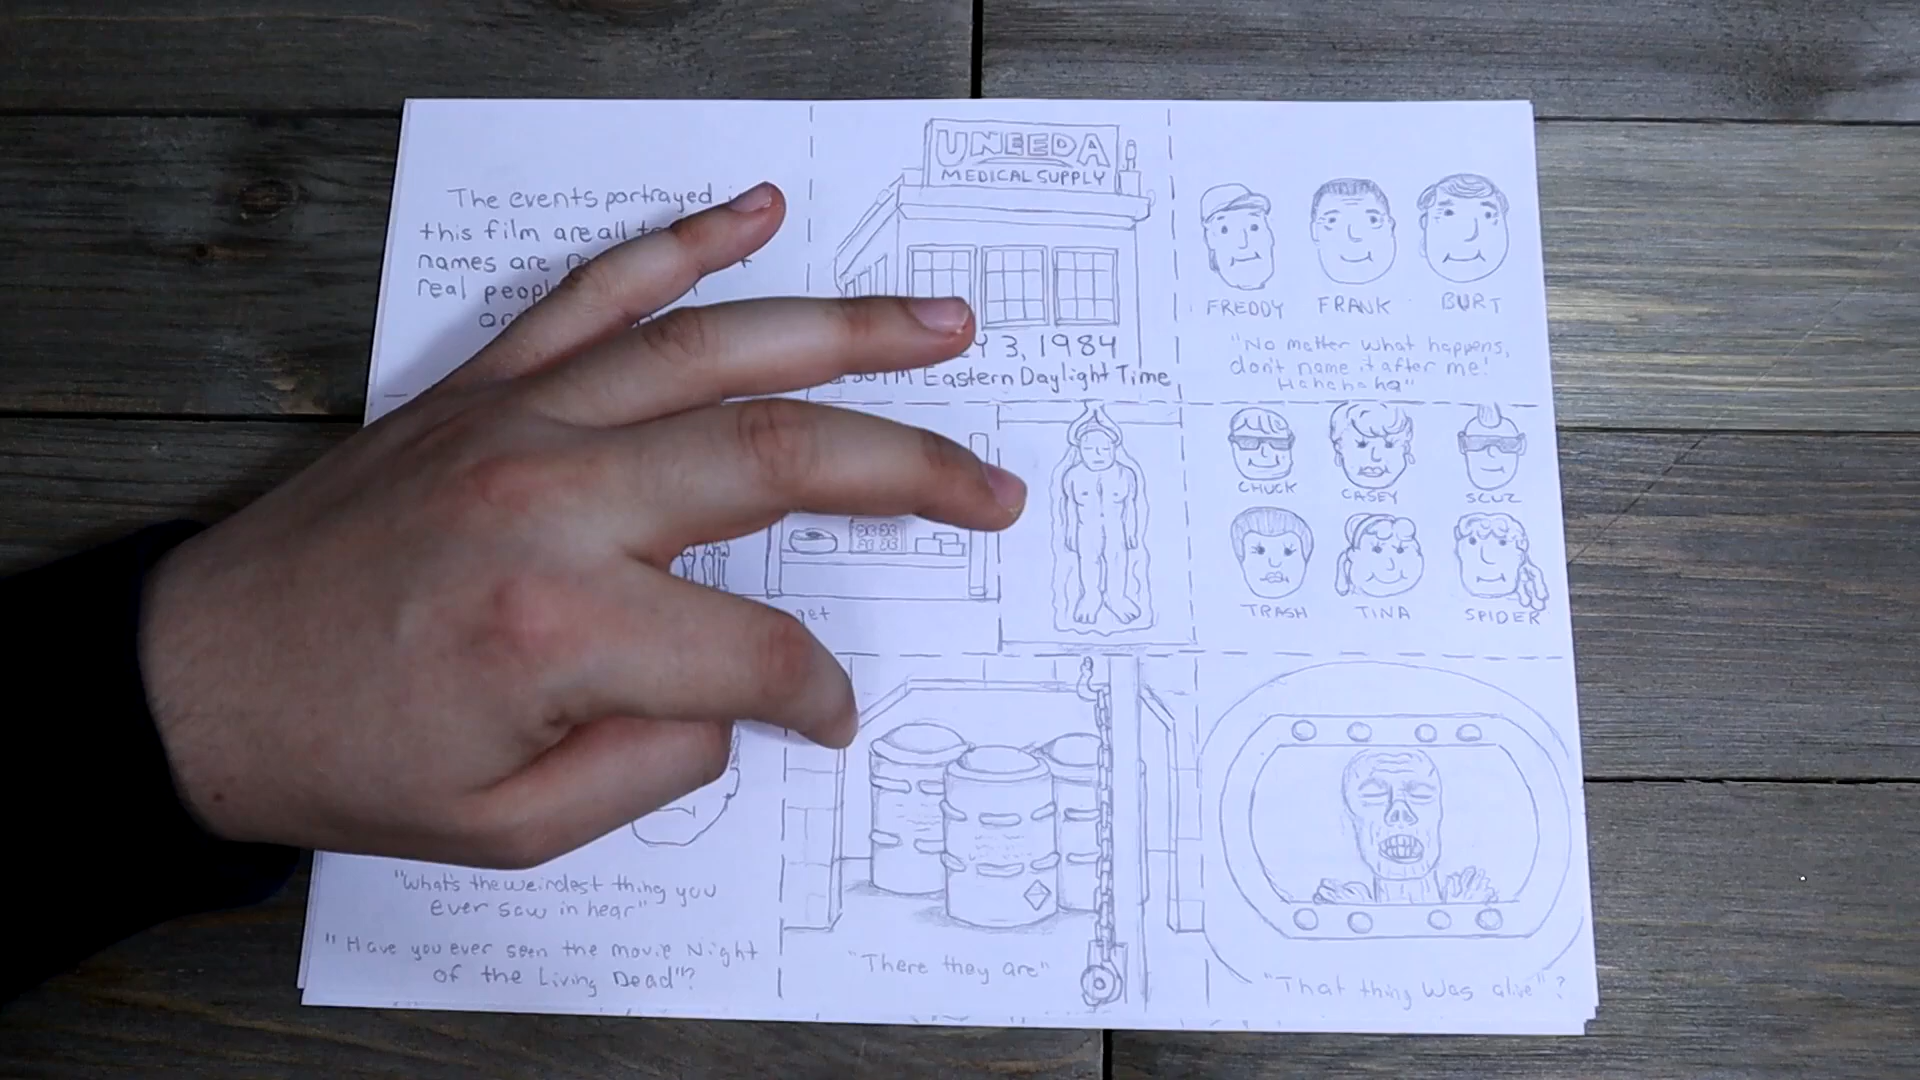 The events portrayed
this film are all
names are
real people
UNEEDA
MEDICAL SUPPLY
3, 1984
Eastern Daylight Time
FREDDY FRANK BURT
"No matter what happens,
don't name it after me!
Hahahaha"
get
CHUCK CASEY SCUZ
TRASH TINA SPIDER
"What's the weirdest thing you
ever saw in hear"
"Have you ever seen the movie Night
of the Living Dead"?
"There they are"
"That thing was alive"?